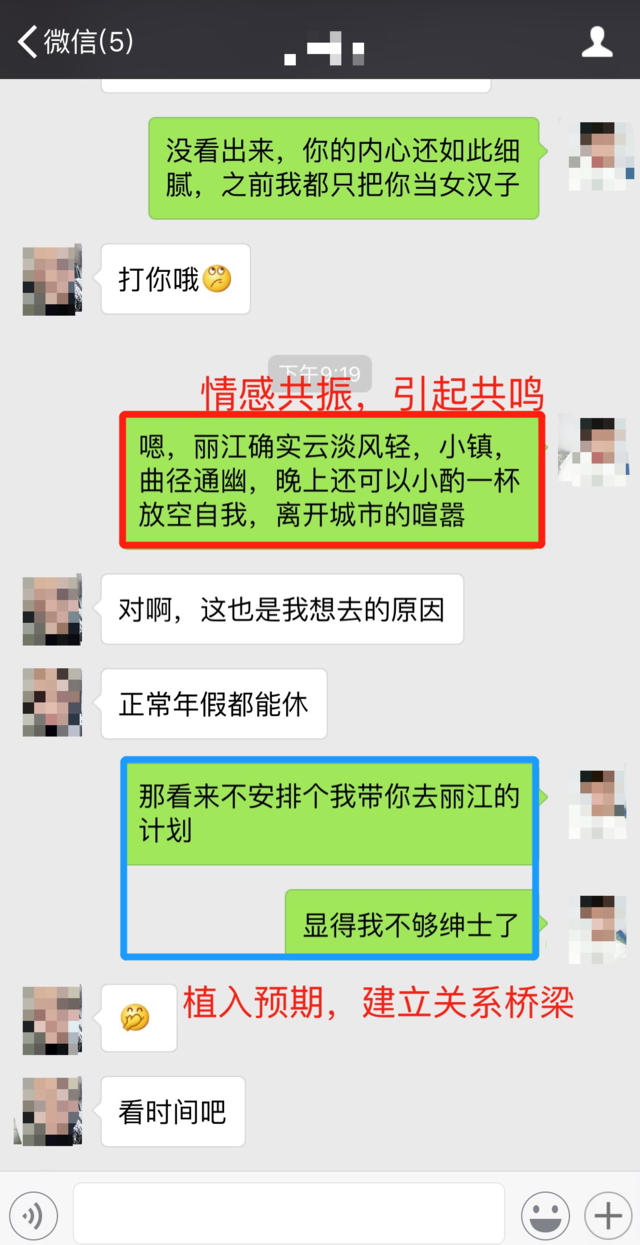 微信(5)
没看出来，你的内心还如此细
腻，之前我都只把你当女汉子
打你哦
下午9:19
情感共振，引起共鸣
嗯，丽江确实云淡风轻，小镇，
曲径通幽，晚上还可以小酌一杯
放空自我，离开城市的喧嚣
对啊，这也是我想去的原因
正常年假都能休
那看来不安排个我带你去丽江的
计划
显得我不够绅士了
植入预期，建立关系桥梁
看时间吧